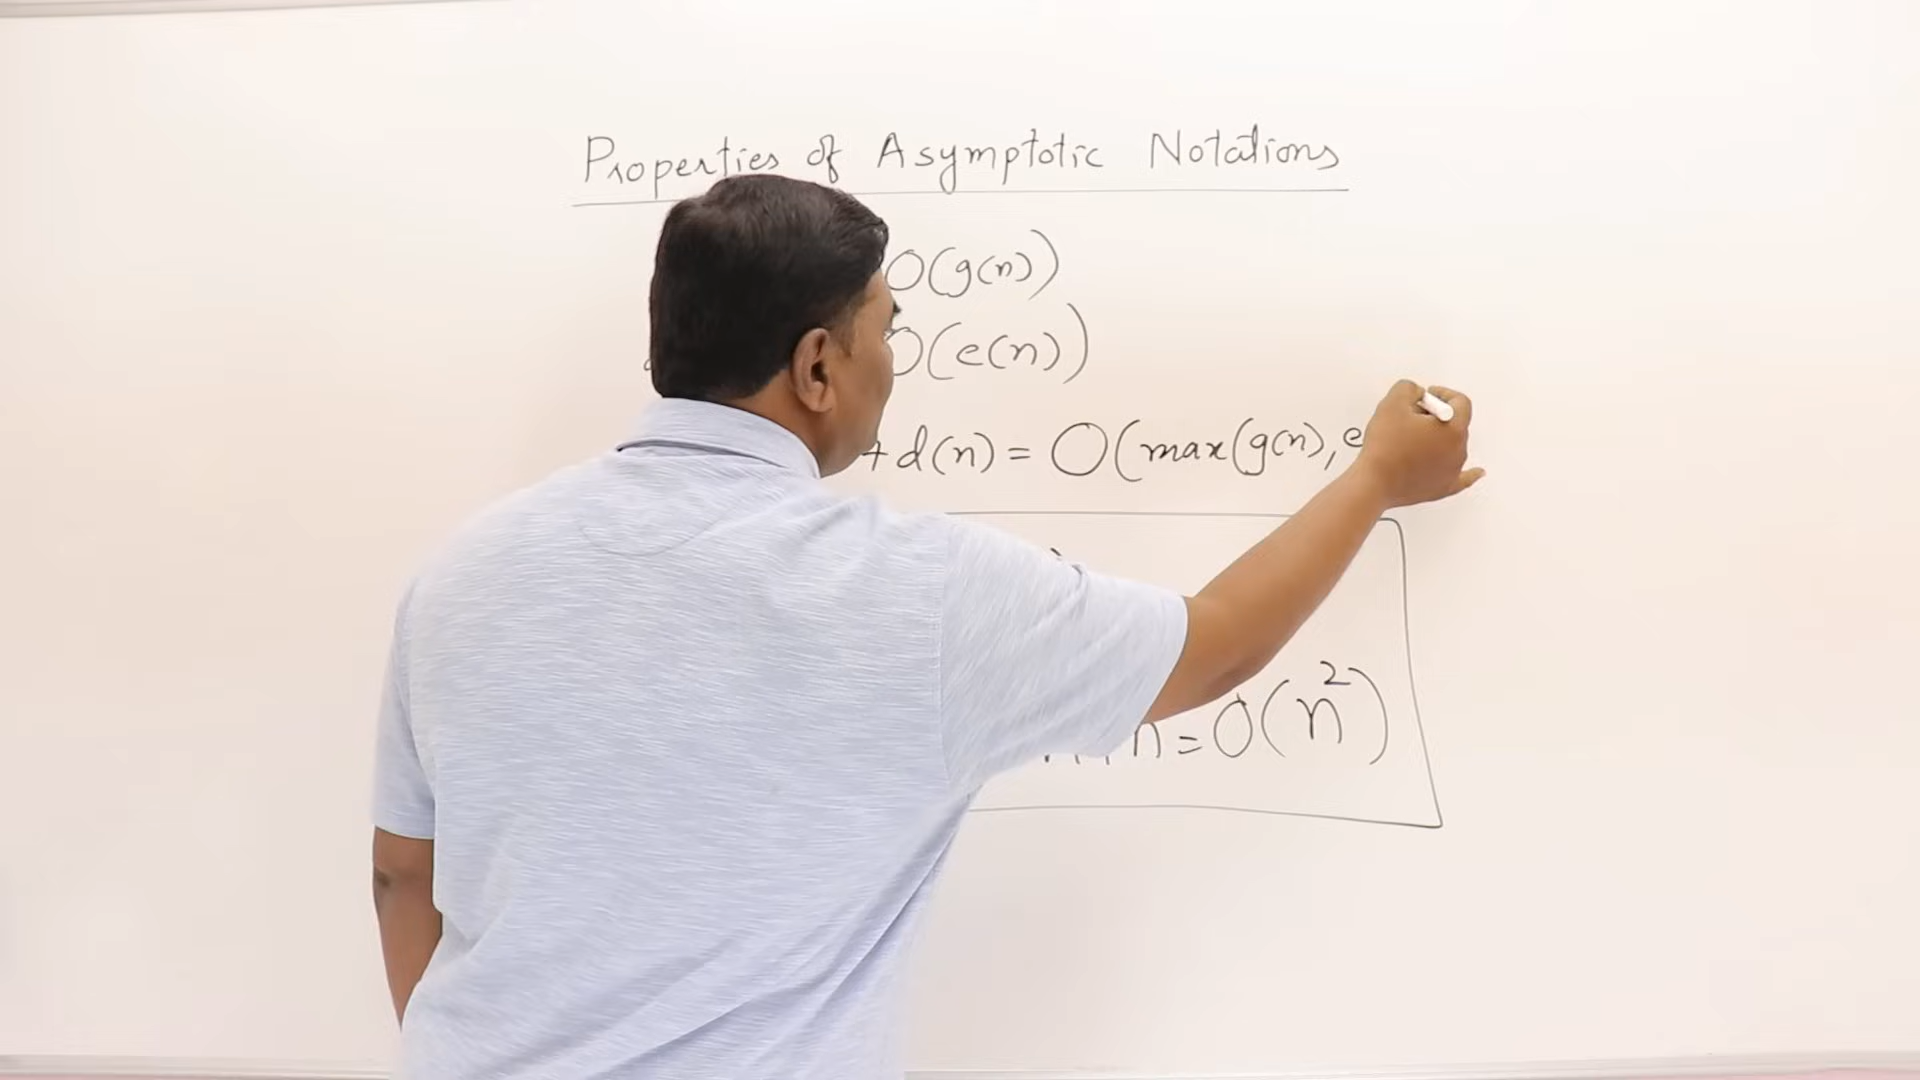 Properties of Asymptotic Notations
O(g(n))
O(e(n))
+ d(n) = O(max(g(n), e
n = O(n²)